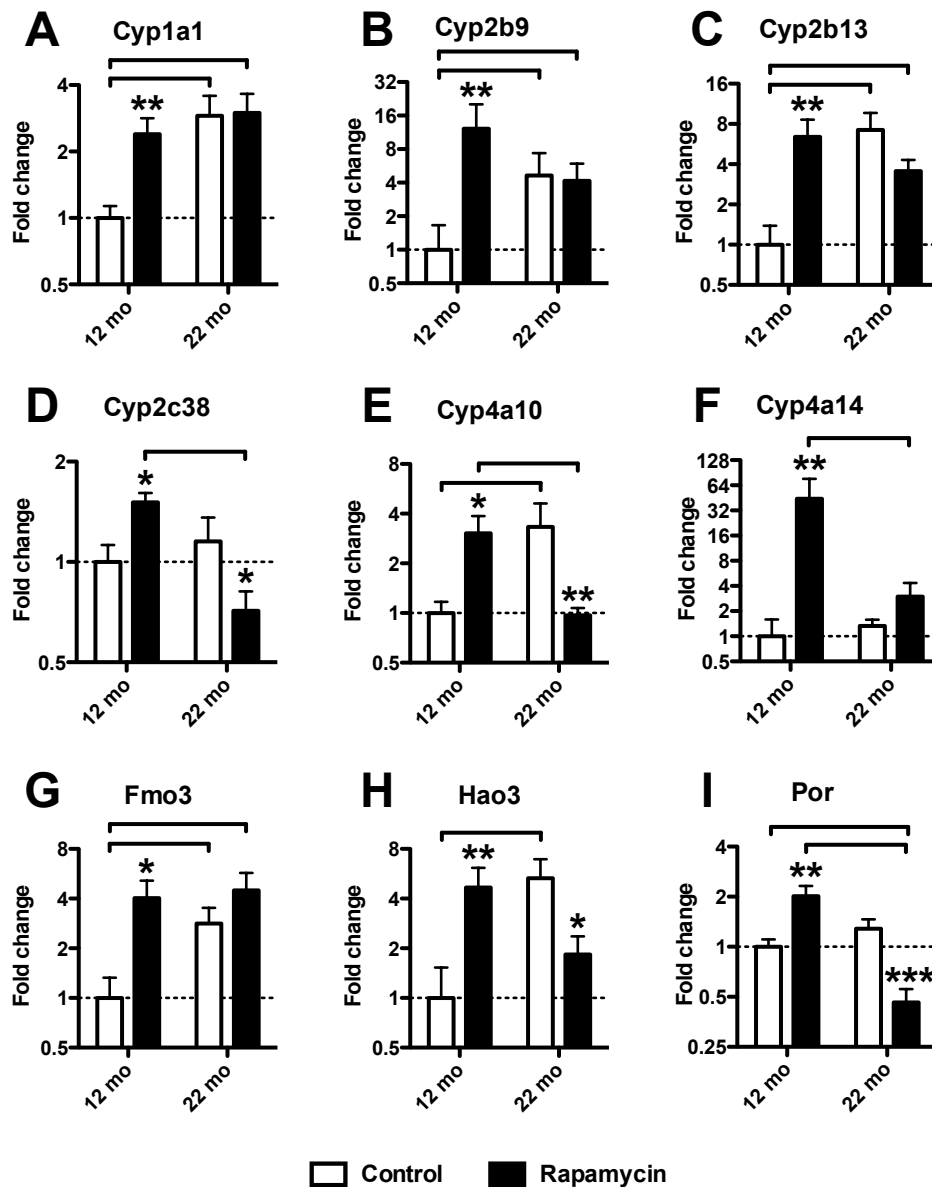 A Cyp1a1
Fold change
4
2
1
0.5
**
12 mo
22 mo
B Cyp2b9
Fold change
32
16
8
4
2
1
0.5
**
12 mo
22 mo
C Cyp2b13
Fold change
16
8
4
2
1
0.5
**
12 mo
22 mo
D Cyp2c38
Fold change
2
1
0.5
*
*
12 mo
22 mo
E Cyp4a10
Fold change
8
4
2
1
0.5
*
**
12 mo
22 mo
F Cyp4a14
Fold change
128
64
32
16
8
4
2
1
0.5
**
12 mo
22 mo
G Fmo3
Fold change
8
4
2
1
0.5
*
12 mo
22 mo
H Hao3
Fold change
8
4
2
1
0.5
**
*
12 mo
22 mo
I Por
Fold change
4
2
1
0.5
0.25
**
***
12 mo
22 mo
Control Rapamycin